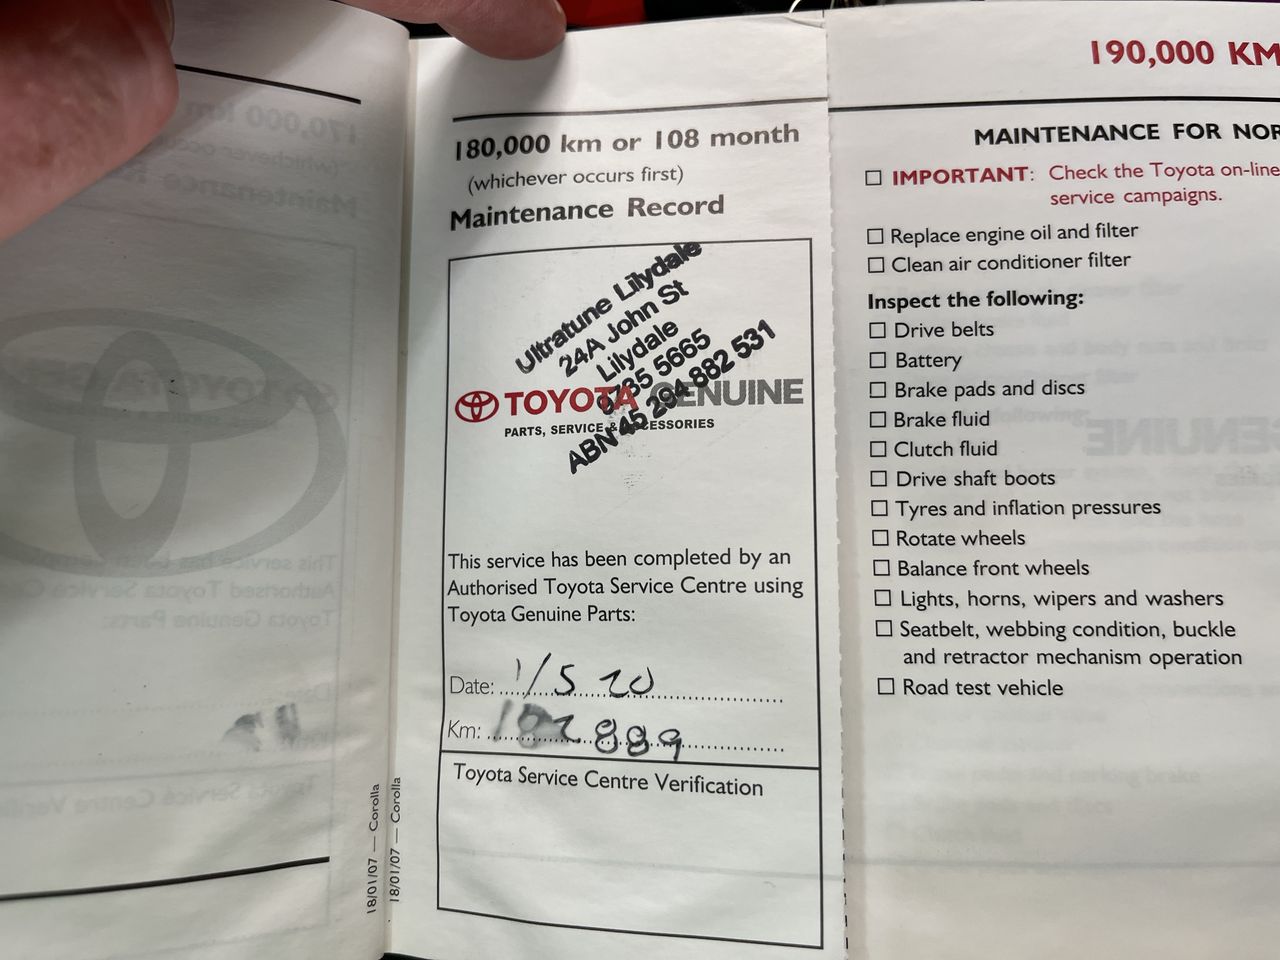 180,000 km or 108 month
(whichever occurs first)
Maintenance Record
Ultratune Lilydale
24A John St
Lilydale
9735 5665
ABN 45 294 882 531
TOYOTA GENUINE
PARTS, SERVICE & ACCESSORIES
This service has been completed by an
Authorised Toyota Service Centre using
Toyota Genuine Parts:
Date: 1/5 20
Km: 182 889
Toyota Service Centre Verification
18/01/07 — Corolla
18/01/07 — Corolla
190,000 KM
MAINTENANCE FOR NOR
☐ IMPORTANT: Check the Toyota on-line
service campaigns.
☐ Replace engine oil and filter
☐ Clean air conditioner filter
Inspect the following:
☐ Drive belts
☐ Battery
☐ Brake pads and discs
☐ Brake fluid
☐ Clutch fluid
☐ Drive shaft boots
☐ Tyres and inflation pressures
☐ Rotate wheels
☐ Balance front wheels
☐ Lights, horns, wipers and washers
☐ Seatbelt, webbing condition, buckle
and retractor mechanism operation
☐ Road test vehicle